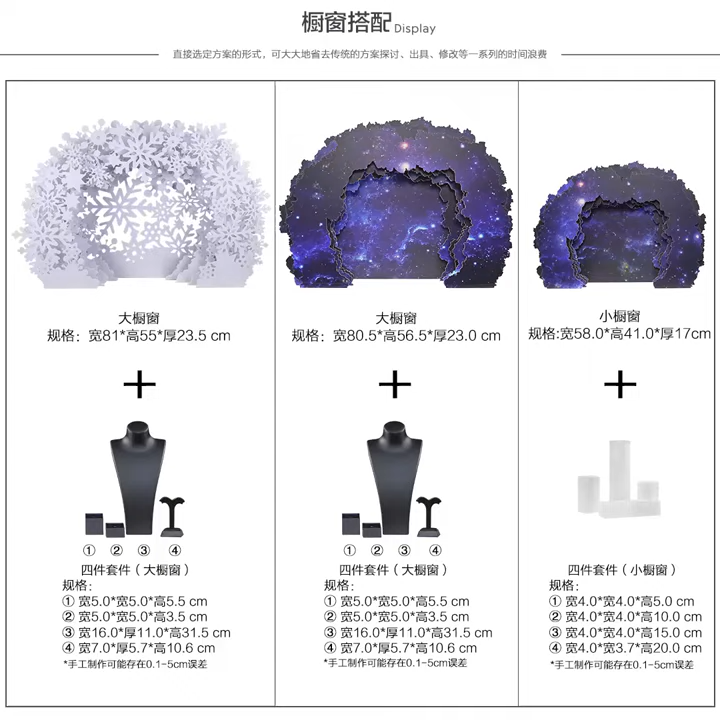 橱窗搭配 Display
直接选定方案的形式，可大大地省去传统的方案探讨、出具、修改等一系列的时间浪费
大橱窗
规格：宽81*高55*厚23.5 cm
+
① ② ③ ④
四件套件（大橱窗）
规格：
① 宽5.0*宽5.0*高5.5 cm
② 宽5.0*宽5.0*高3.5 cm
③ 宽16.0*厚11.0*高31.5 cm
④ 宽7.0*厚5.7*高10.6 cm
*手工制作可能存在0.1-5cm误差
大橱窗
规格：宽80.5*高56.5*厚23.0 cm
+
① ② ③ ④
四件套件（大橱窗）
规格：
① 宽5.0*宽5.0*高5.5 cm
② 宽5.0*宽5.0*高3.5 cm
③ 宽16.0*厚11.0*高31.5 cm
④ 宽7.0*厚5.7*高10.6 cm
*手工制作可能存在0.1-5cm误差
小橱窗
规格:宽58.0*高41.0*厚17cm
+
四件套件（小橱窗）
规格：
① 宽4.0*宽4.0*高5.0 cm
② 宽4.0*宽4.0*高10.0 cm
③ 宽4.0*宽4.0*高15.0 cm
④ 宽4.0*宽3.7*高20.0 cm
*手工制作可能存在0.1-5cm误差